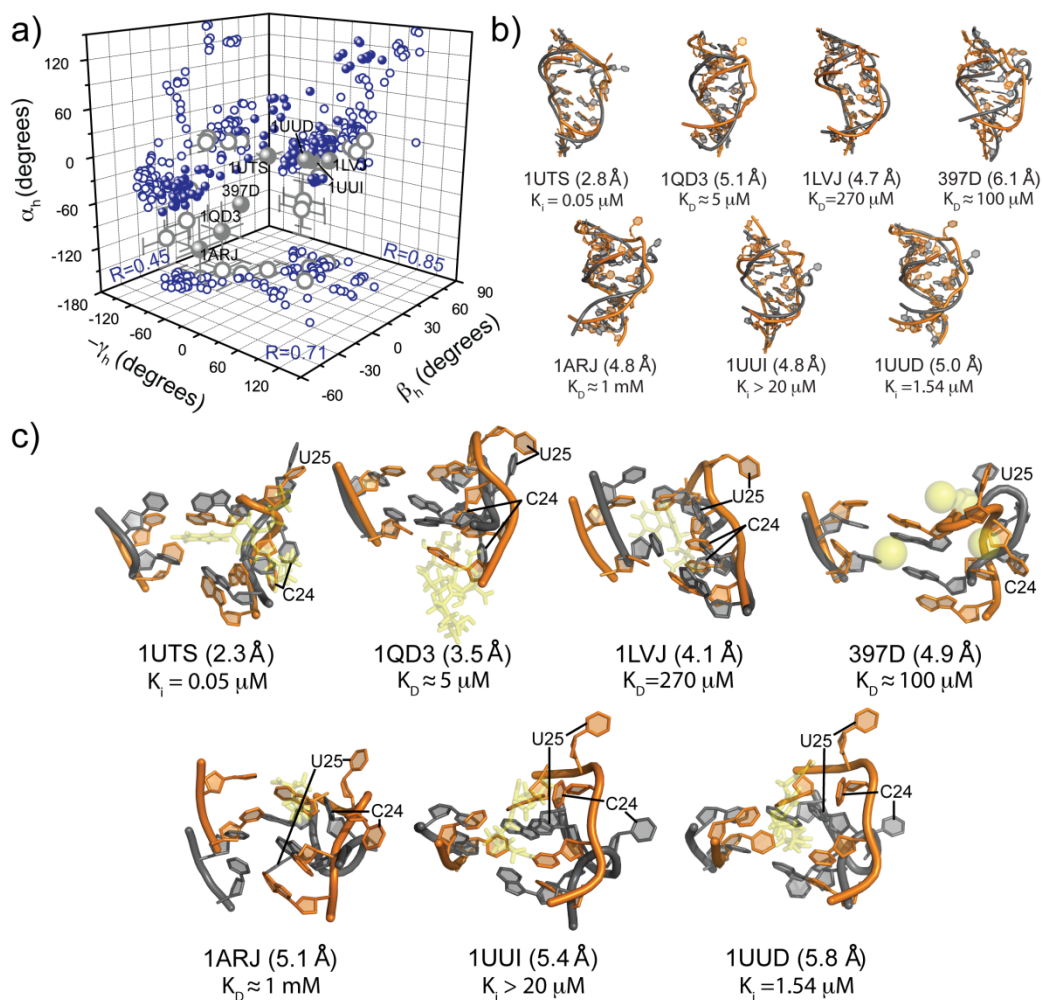 a)
α_h (degrees)
120
60
0
-60
-120
1UUD
1UTS
1LVJ
1UUI
397D
1QD3
1ARJ
R=0.45
R=0.85
R=0.71
-180
-120
-60
0
60
120
−γ_h (degrees)
-60
-30
0
30
60
90
β_h (degrees)
b)
1UTS (2.8 Å)
K_i = 0.05 μM
1QD3 (5.1 Å)
K_D ≈ 5 μM
1LVJ (4.7 Å)
K_D=270 μM
397D (6.1 Å)
K_D≈ 100 μM
1ARJ (4.8 Å)
K_D ≈ 1 mM
1UUI (4.8 Å)
K_i > 20 μM
1UUD (5.0 Å)
K_i =1.54 μM
c)
U25
C24
1UTS (2.3 Å)
K_i = 0.05 μM
U25
C24
1QD3 (3.5 Å)
K_D ≈ 5 μM
U25
C24
1LVJ (4.1 Å)
K_D=270 μM
U25
C24
397D (4.9 Å)
K_D ≈ 100 μM
U25
C24
1ARJ (5.1 Å)
K_D ≈ 1 mM
U25
C24
1UUI (5.4 Å)
K_i > 20 μM
U25
C24
1UUD (5.8 Å)
K_i =1.54 μM